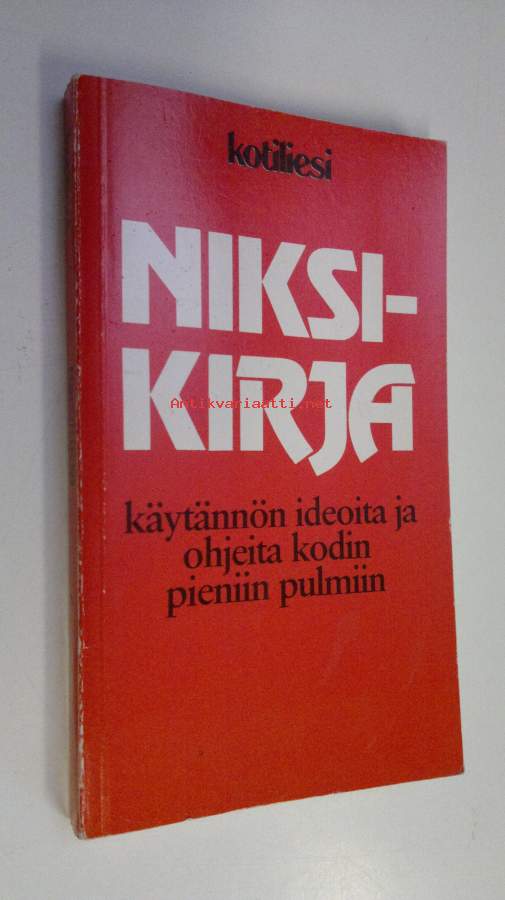 kotiliesi
NIKSI-
KIRJA
Antikvariaatti.net
käytännön ideoita ja
ohjeita kodin
pieniin pulmiin